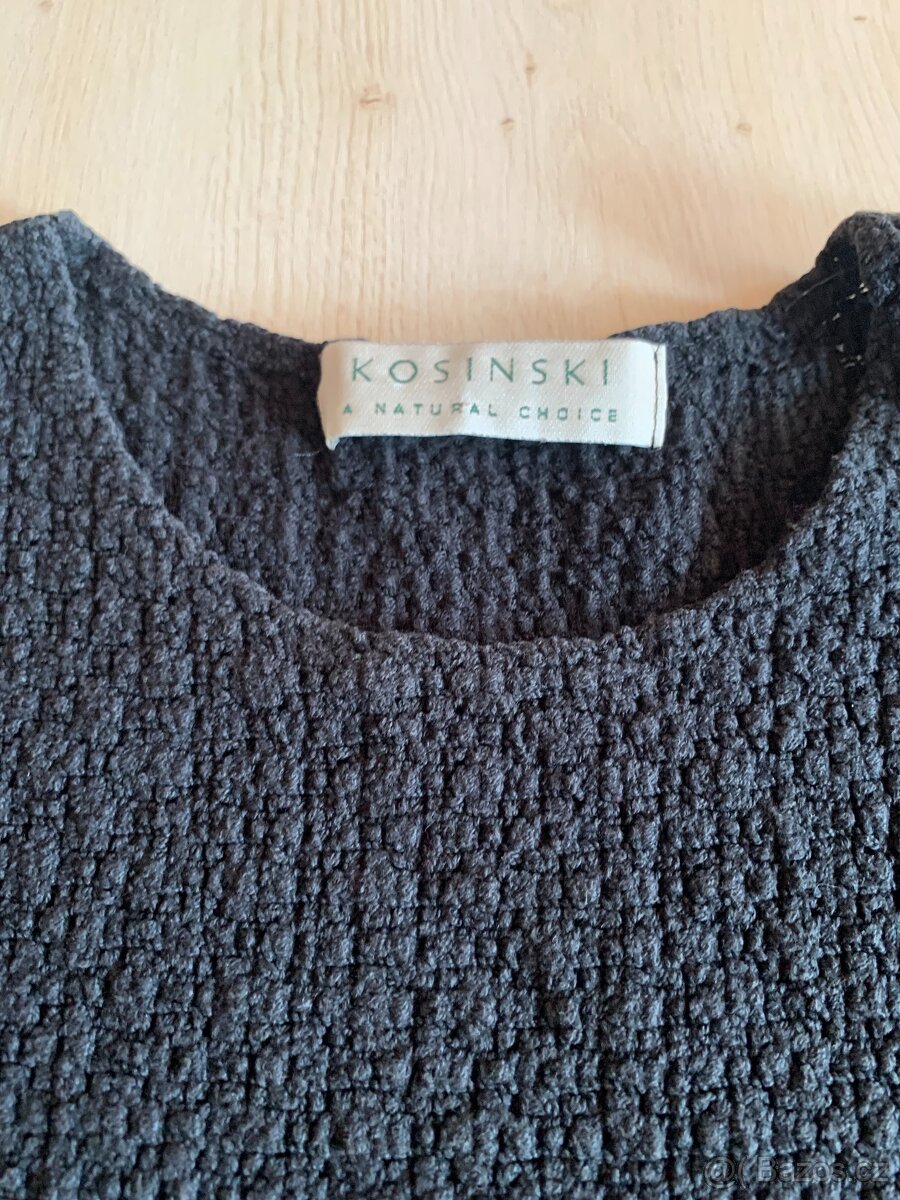 KOSINSKI
A NATURAL CHOICE
@( Bazos.cz